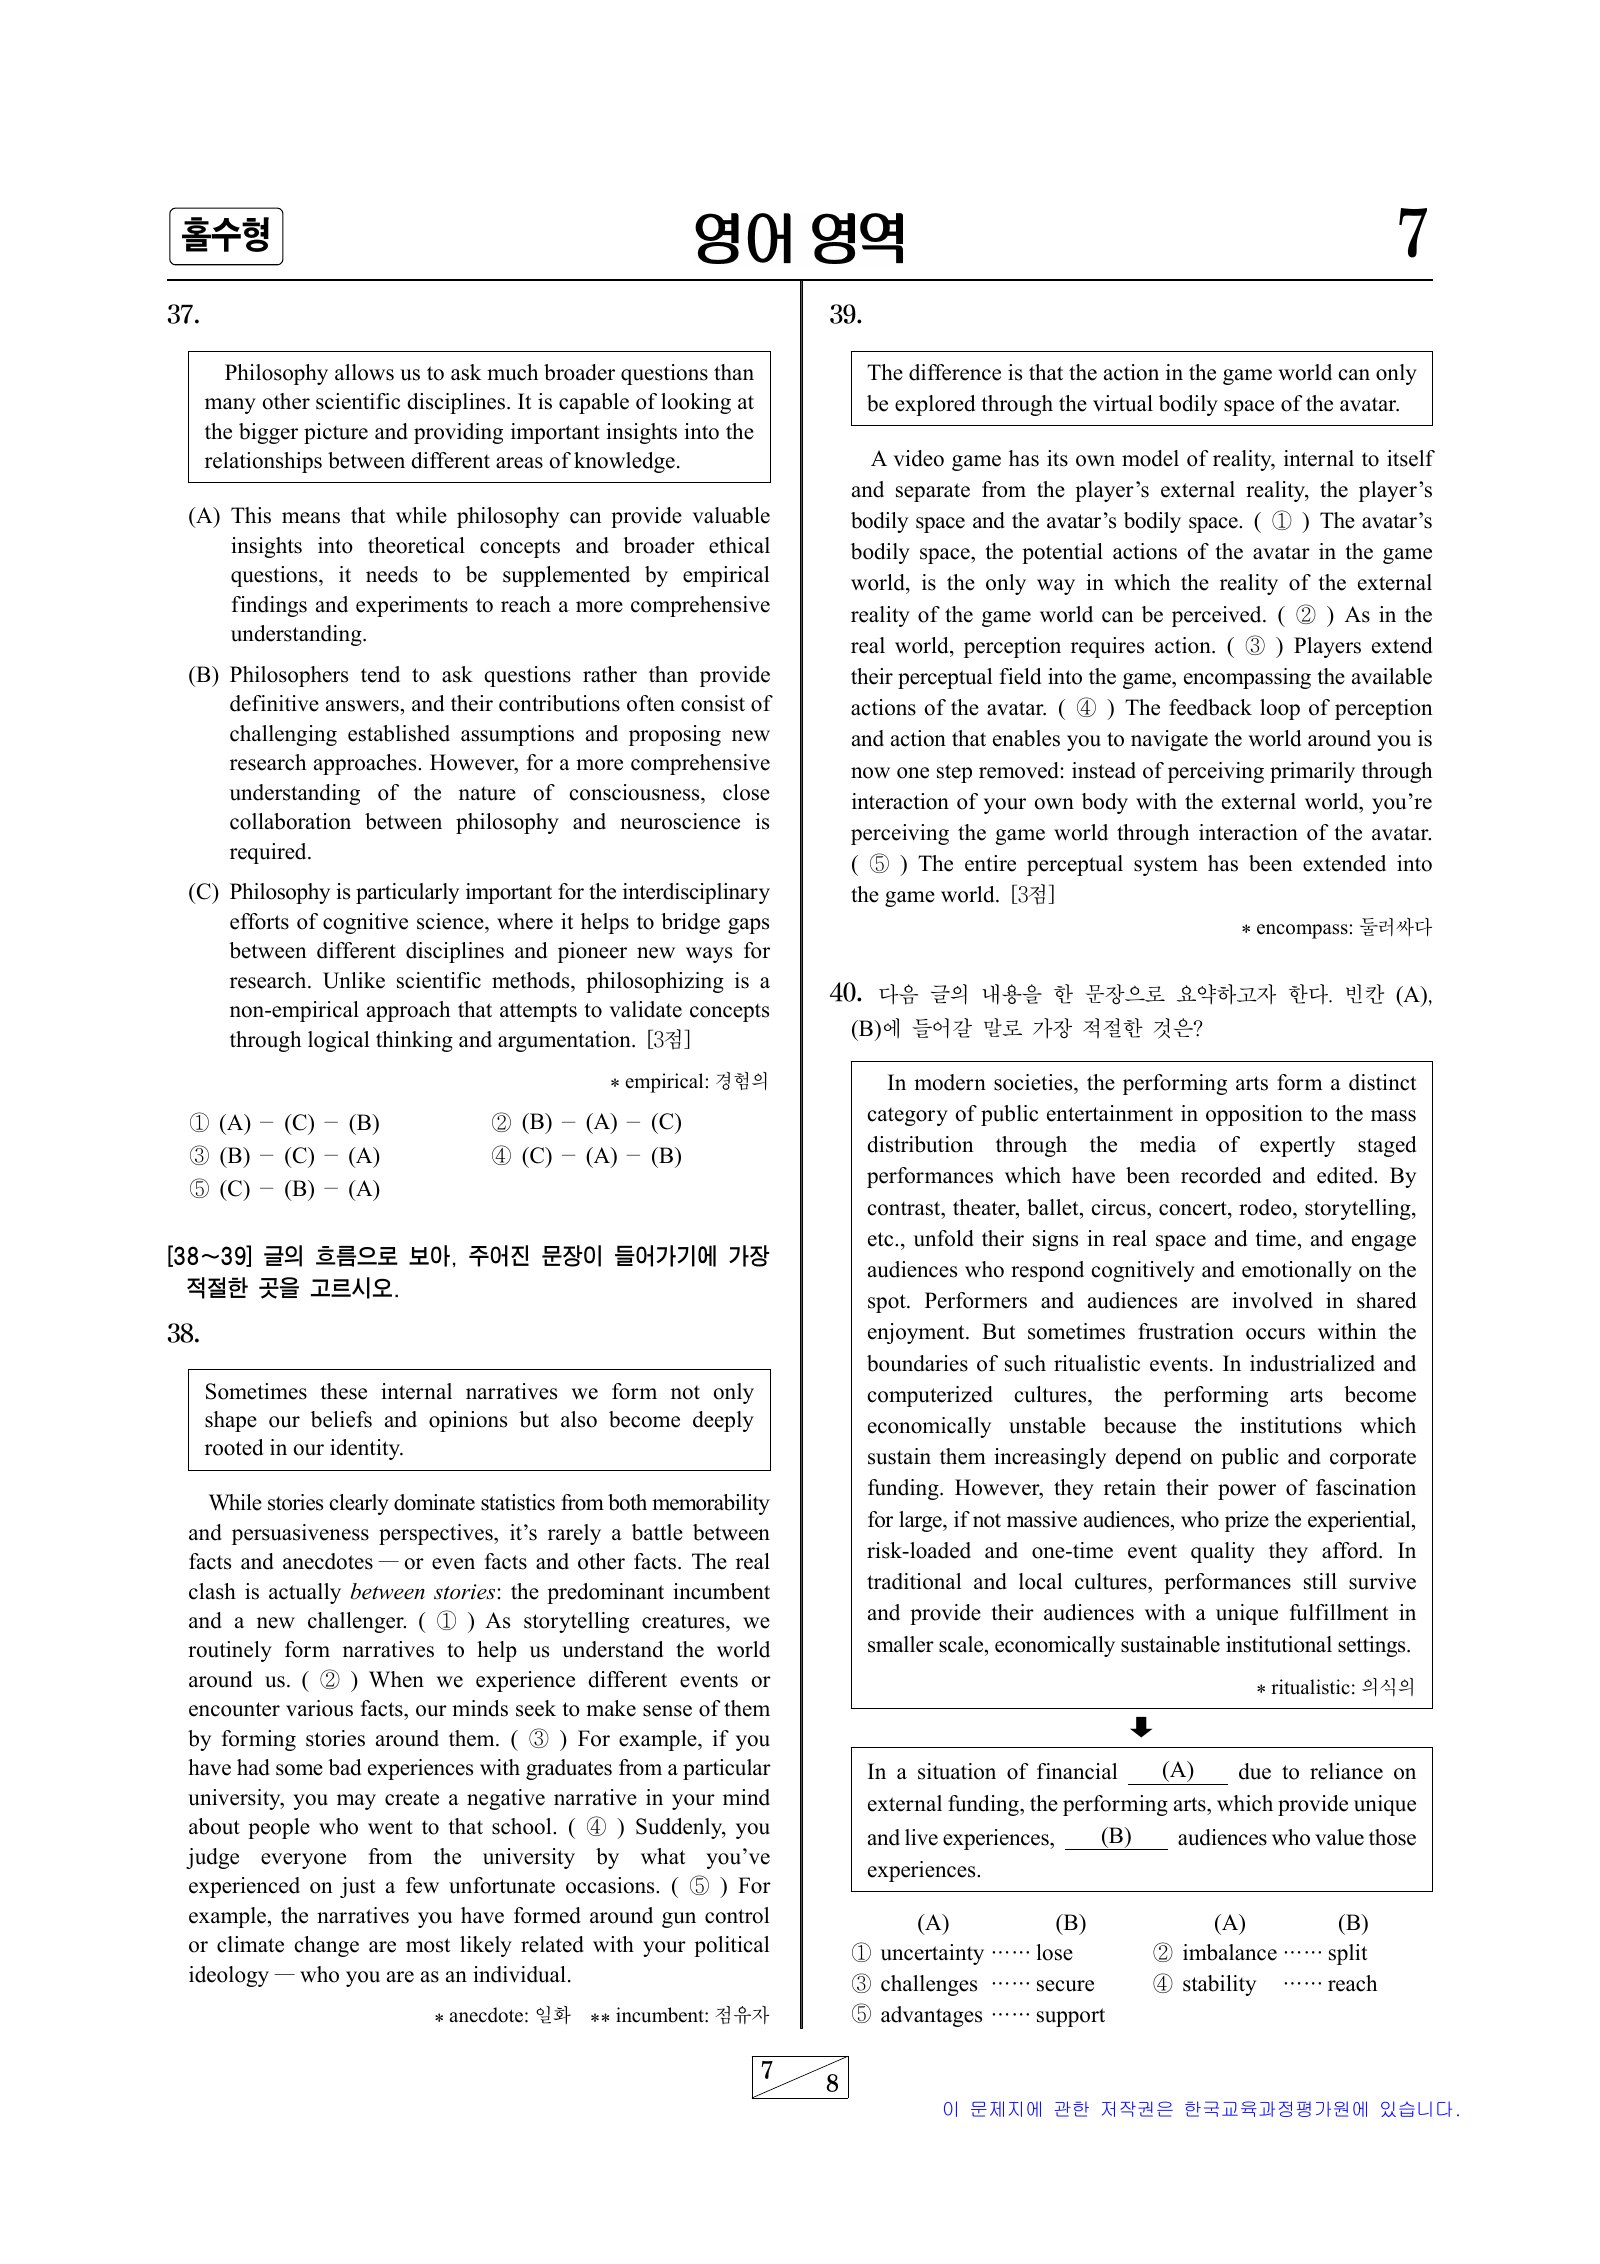 홀수형
영어 영역
7
37.
Philosophy allows us to ask much broader questions than
many other scientific disciplines. It is capable of looking at
the bigger picture and providing important insights into the
relationships between different areas of knowledge.
(A) This means that while philosophy can provide valuable
insights into theoretical concepts and broader ethical
questions, it needs to be supplemented by empirical
findings and experiments to reach a more comprehensive
understanding.
(B) Philosophers tend to ask questions rather than provide
definitive answers, and their contributions often consist of
challenging established assumptions and proposing new
research approaches. However, for a more comprehensive
understanding of the nature of consciousness, close
collaboration between philosophy and neuroscience is
required.
(C) Philosophy is particularly important for the interdisciplinary
efforts of cognitive science, where it helps to bridge gaps
between different disciplines and pioneer new ways for
research. Unlike scientific methods, philosophizing is a
non-empirical approach that attempts to validate concepts
through logical thinking and argumentation. [3점]
* empirical: 경험의
① (A) － (C) － (B) ② (B) － (A) － (C)
③ (B) － (C) － (A) ④ (C) － (A) － (B)
⑤ (C) － (B) － (A)
[38～39] 글의 흐름으로 보아, 주어진 문장이 들어가기에 가장
적절한 곳을 고르시오.
38.
Sometimes these internal narratives we form not only
shape our beliefs and opinions but also become deeply
rooted in our identity.
While stories clearly dominate statistics from both memorability
and persuasiveness perspectives, it's rarely a battle between
facts and anecdotes — or even facts and other facts. The real
clash is actually between stories: the predominant incumbent
and a new challenger. ( ① ) As storytelling creatures, we
routinely form narratives to help us understand the world
around us. ( ② ) When we experience different events or
encounter various facts, our minds seek to make sense of them
by forming stories around them. ( ③ ) For example, if you
have had some bad experiences with graduates from a particular
university, you may create a negative narrative in your mind
about people who went to that school. ( ④ ) Suddenly, you
judge everyone from the university by what you've
experienced on just a few unfortunate occasions. ( ⑤ ) For
example, the narratives you have formed around gun control
or climate change are most likely related with your political
ideology — who you are as an individual.
* anecdote: 일화 ** incumbent: 점유자
39.
The difference is that the action in the game world can only
be explored through the virtual bodily space of the avatar.
A video game has its own model of reality, internal to itself
and separate from the player's external reality, the player's
bodily space and the avatar's bodily space. ( ① ) The avatar's
bodily space, the potential actions of the avatar in the game
world, is the only way in which the reality of the external
reality of the game world can be perceived. ( ② ) As in the
real world, perception requires action. ( ③ ) Players extend
their perceptual field into the game, encompassing the available
actions of the avatar. ( ④ ) The feedback loop of perception
and action that enables you to navigate the world around you is
now one step removed: instead of perceiving primarily through
interaction of your own body with the external world, you're
perceiving the game world through interaction of the avatar.
( ⑤ ) The entire perceptual system has been extended into
the game world. [3점]
* encompass: 둘러싸다
40. 다음 글의 내용을 한 문장으로 요약하고자 한다. 빈칸 (A),
(B)에 들어갈 말로 가장 적절한 것은?
In modern societies, the performing arts form a distinct
category of public entertainment in opposition to the mass
distribution through the media of expertly staged
performances which have been recorded and edited. By
contrast, theater, ballet, circus, concert, rodeo, storytelling,
etc., unfold their signs in real space and time, and engage
audiences who respond cognitively and emotionally on the
spot. Performers and audiences are involved in shared
enjoyment. But sometimes frustration occurs within the
boundaries of such ritualistic events. In industrialized and
computerized cultures, the performing arts become
economically unstable because the institutions which
sustain them increasingly depend on public and corporate
funding. However, they retain their power of fascination
for large, if not massive audiences, who prize the experiential,
risk-loaded and one-time event quality they afford. In
traditional and local cultures, performances still survive
and provide their audiences with a unique fulfillment in
smaller scale, economically sustainable institutional settings.
* ritualistic: 의식의
In a situation of financial (A) due to reliance on
external funding, the performing arts, which provide unique
and live experiences, (B) audiences who value those
experiences.
(A) (B) (A) (B)
① uncertainty …… lose ② imbalance …… split
③ challenges …… secure ④ stability …… reach
⑤ advantages …… support
7
8
이 문제지에 관한 저작권은 한국교육과정평가원에 있습니다.